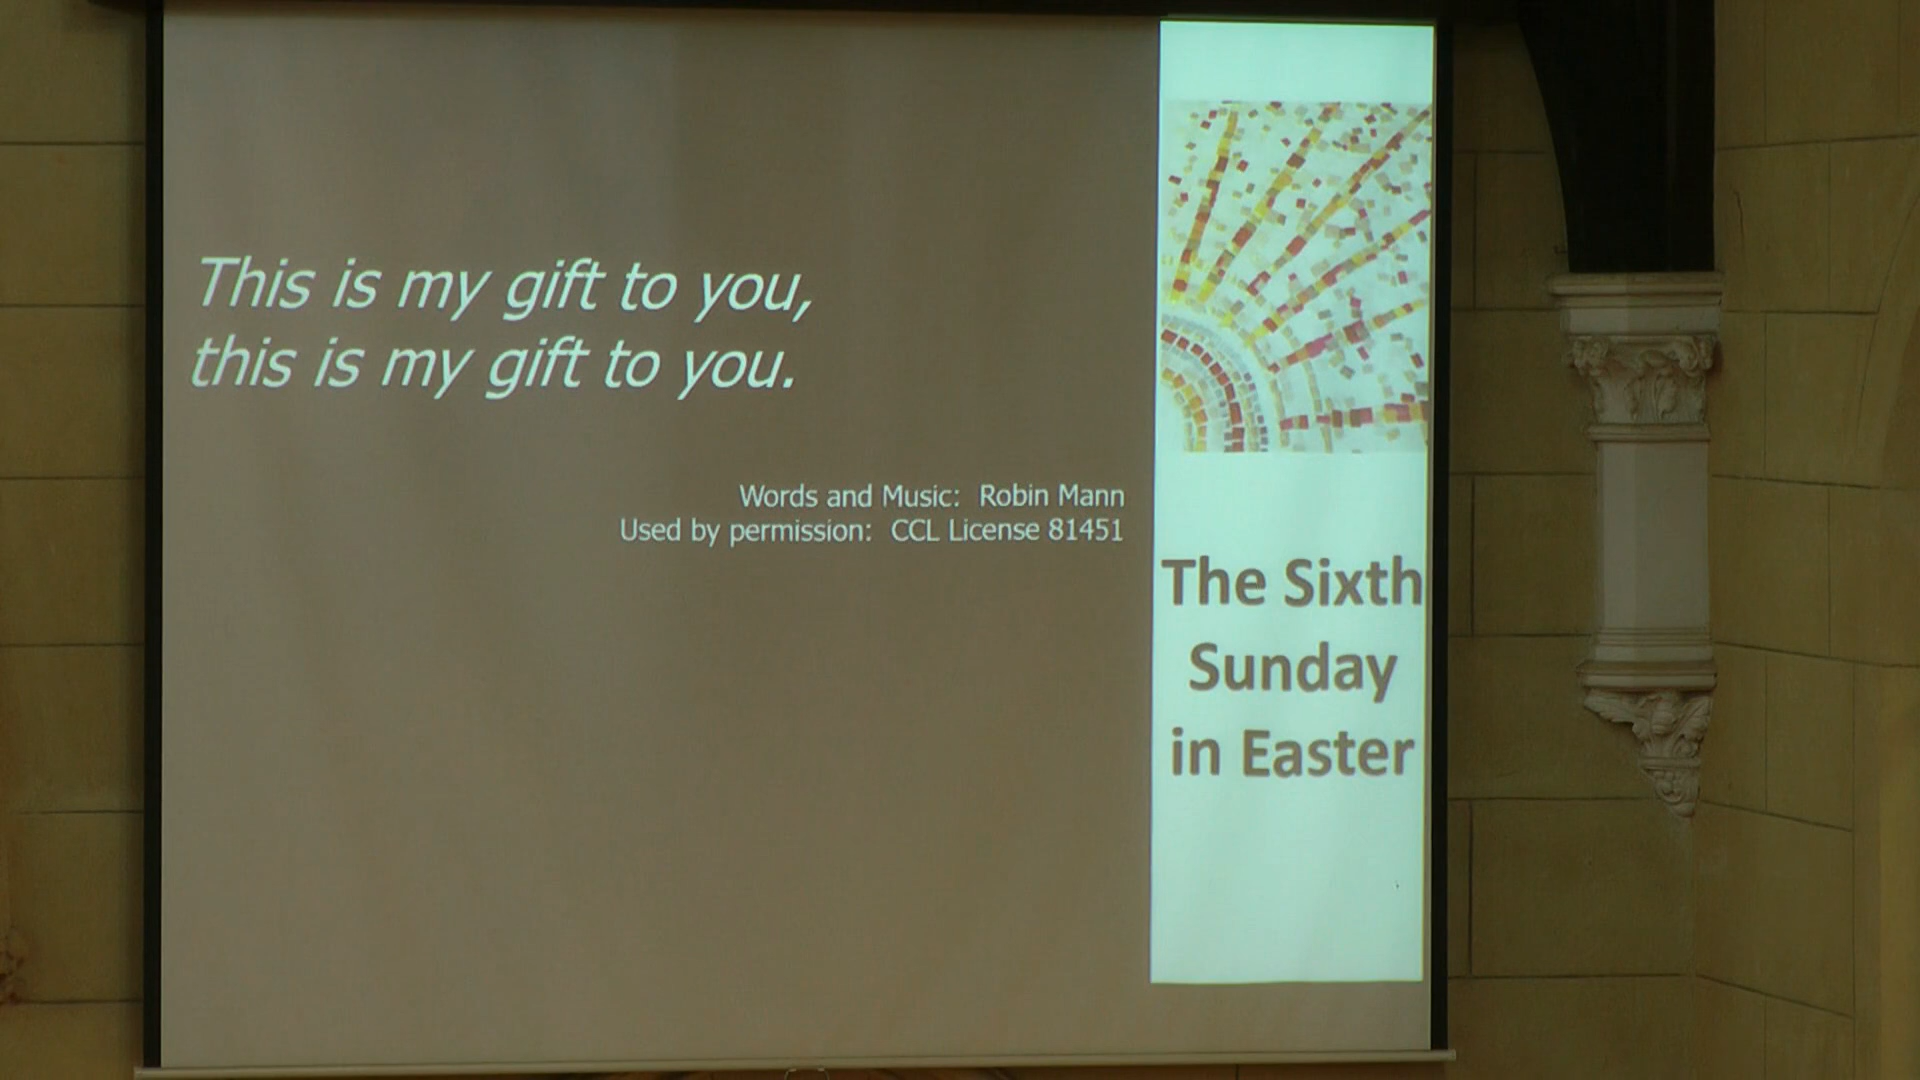 This is my gift to you,
this is my gift to you.
Words and Music: Robin Mann
Used by permission: CCL License 81451
The Sixth
Sunday
in Easter